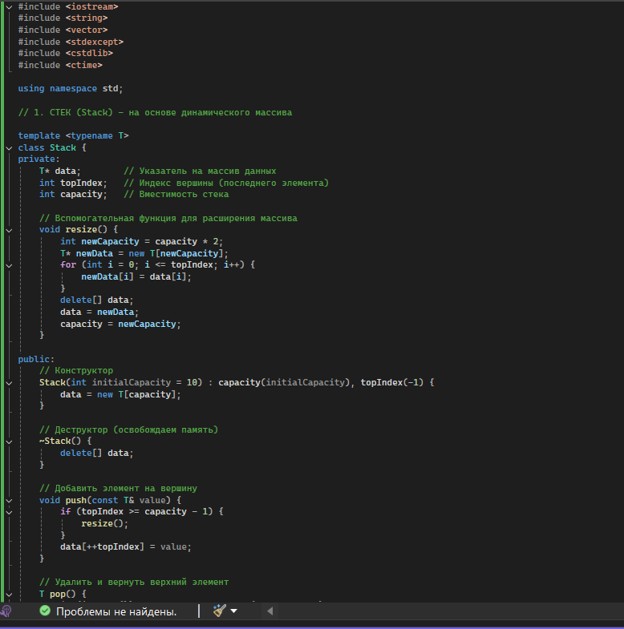 #include <iostream>
#include <string>
#include <vector>
#include <stdexcept>
#include <cstdlib>
#include <ctime>
using namespace std;
// 1. СТЕК (Stack) – на основе динамического массива
template <typename T>
class Stack {
private:
T* data; // Указатель на массив данных
int topIndex; // Индекс вершины (последнего элемента)
int capacity; // Вместимость стека
// Вспомогательная функция для расширения массива
void resize() {
int newCapacity = capacity * 2;
T* newData = new T[newCapacity];
for (int i = 0; i <= topIndex; i++) {
newData[i] = data[i];
}
delete[] data;
data = newData;
capacity = newCapacity;
}
public:
// Конструктор
Stack(int initialCapacity = 10) : capacity(initialCapacity), topIndex(-1) {
data = new T[capacity];
}
// Деструктор (освобождаем память)
~Stack() {
delete[] data;
}
// Добавить элемент на вершину
void push(const T& value) {
if (topIndex >= capacity - 1) {
resize();
}
data[++topIndex] = value;
}
// Удалить и вернуть верхний элемент
T pop() {
Проблемы не найдены.